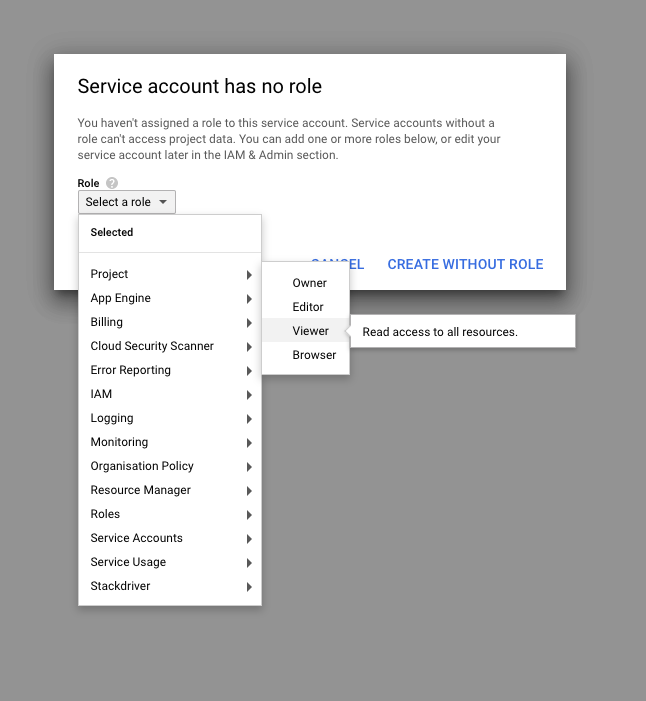 Service account has no role
You haven't assigned a role to this service account. Service accounts without a
role can't access project data. You can add one or more roles below, or edit your
service account later in the IAM & Admin section.
Role ?
Select a role
Selected
CANCEL CREATE WITHOUT ROLE
Project
App Engine
Billing
Cloud Security Scanner
Error Reporting
IAM
Logging
Monitoring
Organisation Policy
Resource Manager
Roles
Service Accounts
Service Usage
Stackdriver
Owner
Editor
Viewer
Browser
Read access to all resources.